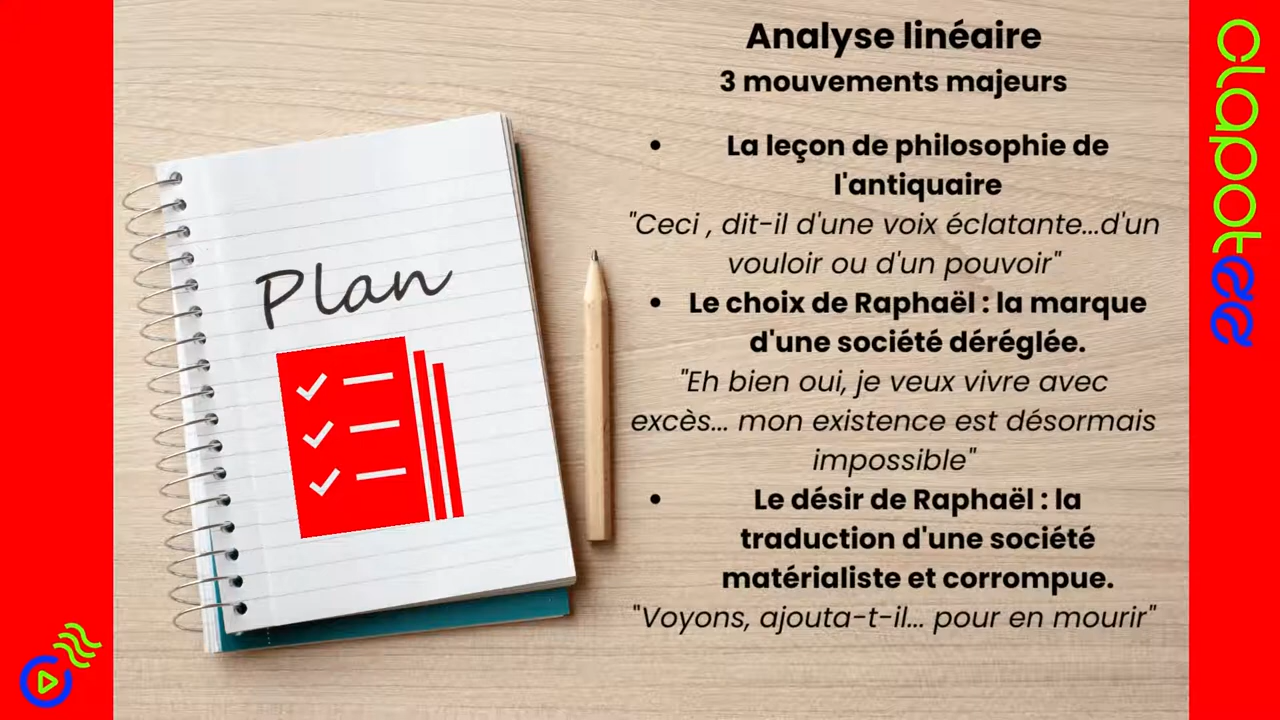 Analyse linéaire
3 mouvements majeurs
• La leçon de philosophie de
l'antiquaire
"Ceci , dit-il d'une voix éclatante...d'un
vouloir ou d'un pouvoir"
• Le choix de Raphaël : la marque
d'une société déréglée.
"Eh bien oui, je veux vivre avec
excès... mon existence est désormais
impossible"
• Le désir de Raphaël : la
traduction d'une société
matérialiste et corrompue.
"Voyons, ajouta-t-il... pour en mourir"
Plan
clapotee